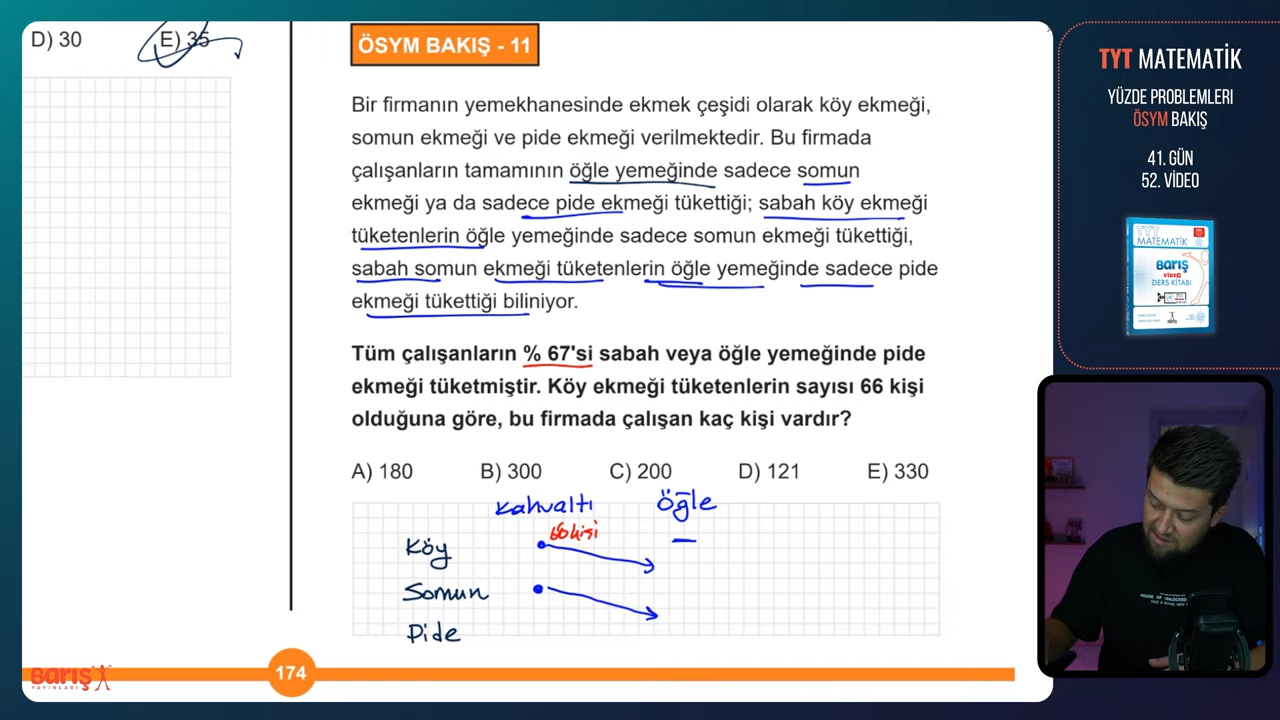 D) 30
E) 35
ÖSYM BAKIŞ - 11
Bir firmanın yemekhanesinde ekmek çeşidi olarak köy ekmeği,
somun ekmeği ve pide ekmeği verilmektedir. Bu firmada
çalışanların tamamının öğle yemeğinde sadece somun
ekmeği ya da sadece pide ekmeği tükettiği; sabah köy ekmeği
tüketenlerin öğle yemeğinde sadece somun ekmeği tükettiği,
sabah somun ekmeği tüketenlerin öğle yemeğinde sadece pide
ekmeği tükettiği biliniyor.
Tüm çalışanların % 67'si sabah veya öğle yemeğinde pide
ekmeği tüketmiştir. Köy ekmeği tüketenlerin sayısı 66 kişi
olduğuna göre, bu firmada çalışan kaç kişi vardır?
A) 180
B) 300
C) 200
D) 121
E) 330
Kahvaltı
Öğle
66 kişi
Köy
Somun
Pide
174
BARIŞ
YAYINLARI
TYT MATEMATİK
YÜZDE PROBLEMLERİ
ÖSYM BAKIŞ
41. GÜN
52. VİDEO
TYT
MATEMATİK
BARIŞ
VİDEO
DERS KİTABI